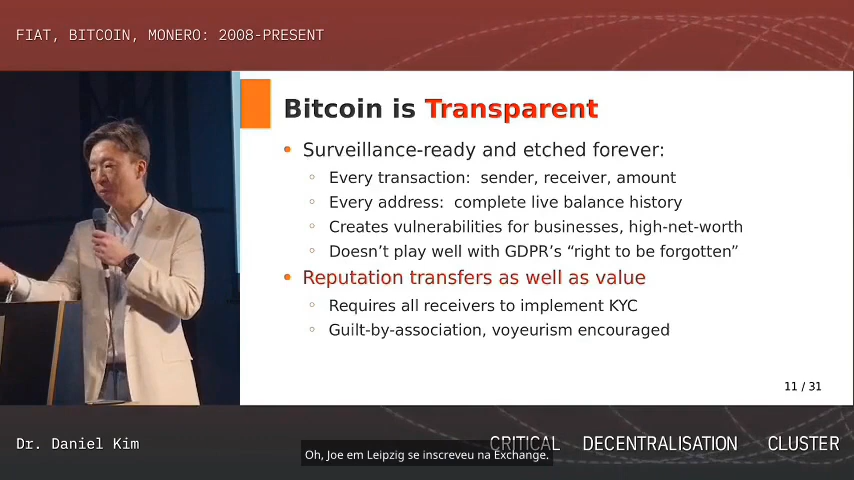 FIAT, BITCOIN, MONERO: 2008-PRESENT
Bitcoin is Transparent
• Surveillance-ready and etched forever:
◦ Every transaction: sender, receiver, amount
◦ Every address: complete live balance history
◦ Creates vulnerabilities for businesses, high-net-worth
◦ Doesn’t play well with GDPR’s “right to be forgotten”
• Reputation transfers as well as value
◦ Requires all receivers to implement KYC
◦ Guilt-by-association, voyeurism encouraged
11 / 31
Dr. Daniel Kim
CRITICAL DECENTRALISATION CLUSTER
Oh, Joe em Leipzig se inscreveu na Exchange.